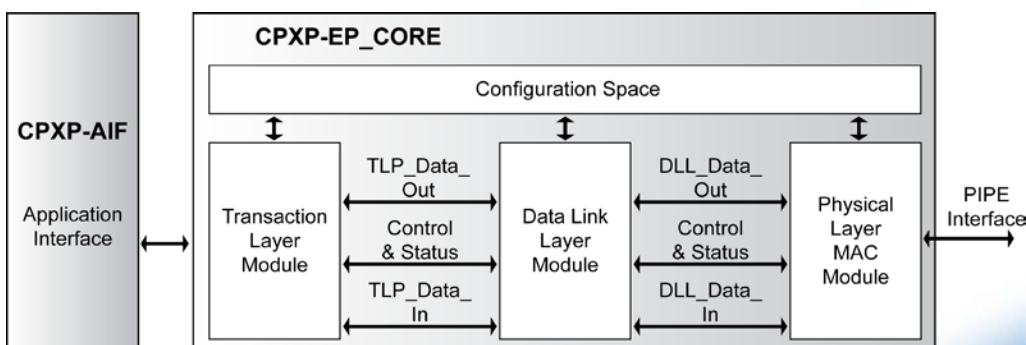 CPXP-EP_CORE
Configuration Space
CPXP-AIF
Application
Interface
Transaction
Layer
Module
TLP_Data_
Out
Control
& Status
TLP_Data_
In
Data Link
Layer
Module
DLL_Data_
Out
Control
& Status
DLL_Data_
In
Physical
Layer
MAC
Module
PIPE
Interface